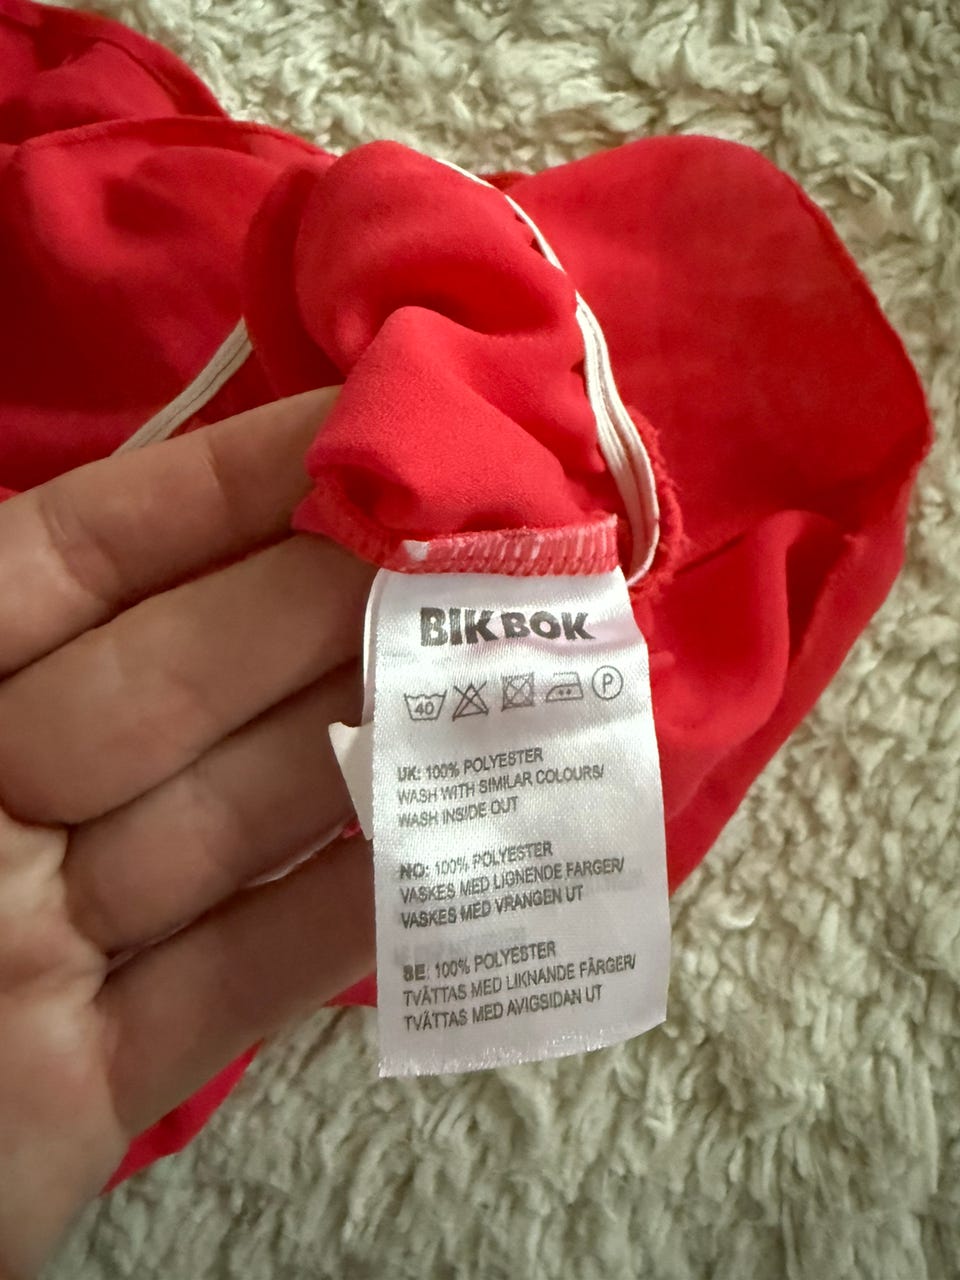 BIK BOK
40 P
UK: 100% POLYESTER
WASH WITH SIMILAR COLOURS/
WASH INSIDE OUT
NO: 100% POLYESTER
VASKES MED LIGNENDE FARGER/
VASKES MED VRANGEN UT
SE: 100% POLYESTER
TVÄTTAS MED LIKNANDE FÄRGER/
TVÄTTAS MED AVIGSIDAN UT